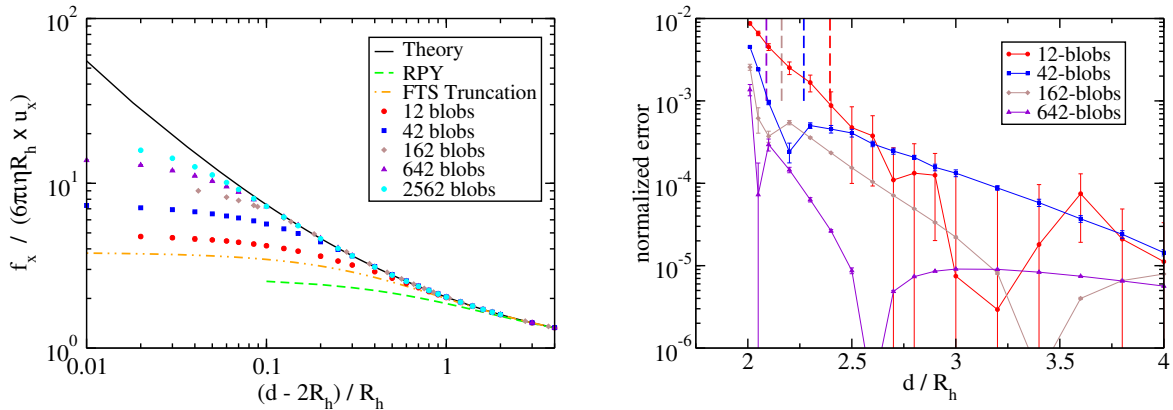 f_x / (6πηR_h x u_x)
10^2
10^1
10^0
0.01
0.1
1
(d - 2R_h) / R_h
Theory
RPY
FTS Truncation
12 blobs
42 blobs
162 blobs
642 blobs
2562 blobs
normalized error
10^-2
10^-3
10^-4
10^-5
10^-6
2
2.5
3
3.5
4
d / R_h
12-blobs
42-blobs
162-blobs
642-blobs